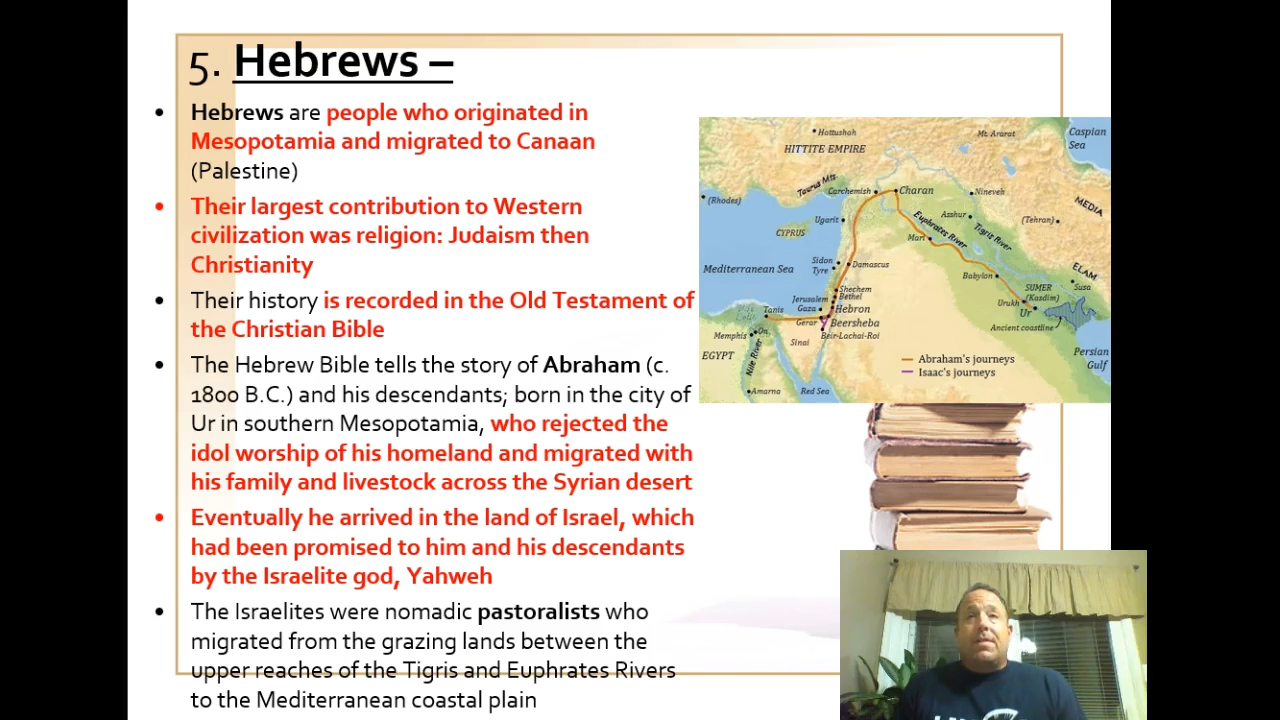 5. Hebrews –
• Hebrews are people who originated in
Mesopotamia and migrated to Canaan
(Palestine)
• Their largest contribution to Western
civilization was religion: Judaism then
Christianity
• Their history is recorded in the Old Testament of
the Christian Bible
• The Hebrew Bible tells the story of Abraham (c.
1800 B.C.) and his descendants; born in the city of
Ur in southern Mesopotamia, who rejected the
idol worship of his homeland and migrated with
his family and livestock across the Syrian desert
• Eventually he arrived in the land of Israel, which
had been promised to him and his descendants
by the Israelite god, Yahweh
• The Israelites were nomadic pastoralists who
migrated from the grazing lands between the
upper reaches of the Tigris and Euphrates Rivers
to the Mediterranean coastal plain
Hattushah
HITTITE EMPIRE
Mt. Ararat
Caspian
Sea
Taurus Mts.
Carchemish
Charan
Nineveh
(Rhodes)
MEDIA
Ugarit
Asshur
(Tehran)
CYPRUS
Euphrates River
Tigris River
Mari
Sidon
Tyre
Damascus
Mediterranean Sea
Babylon
ELAM
Susa
Shechem
Bethel
Jerusalem
Gaza
Hebron
SUMER
(Kasdim)
Urukh
Ur
Tanis
Gerar
Beersheba
Beir-Lachai-Roi
Ancient coastline
Memphis
On
Sinai
EGYPT
Nile River
Persian
Gulf
Abraham's journeys
Isaac's journeys
Amarna
Red Sea